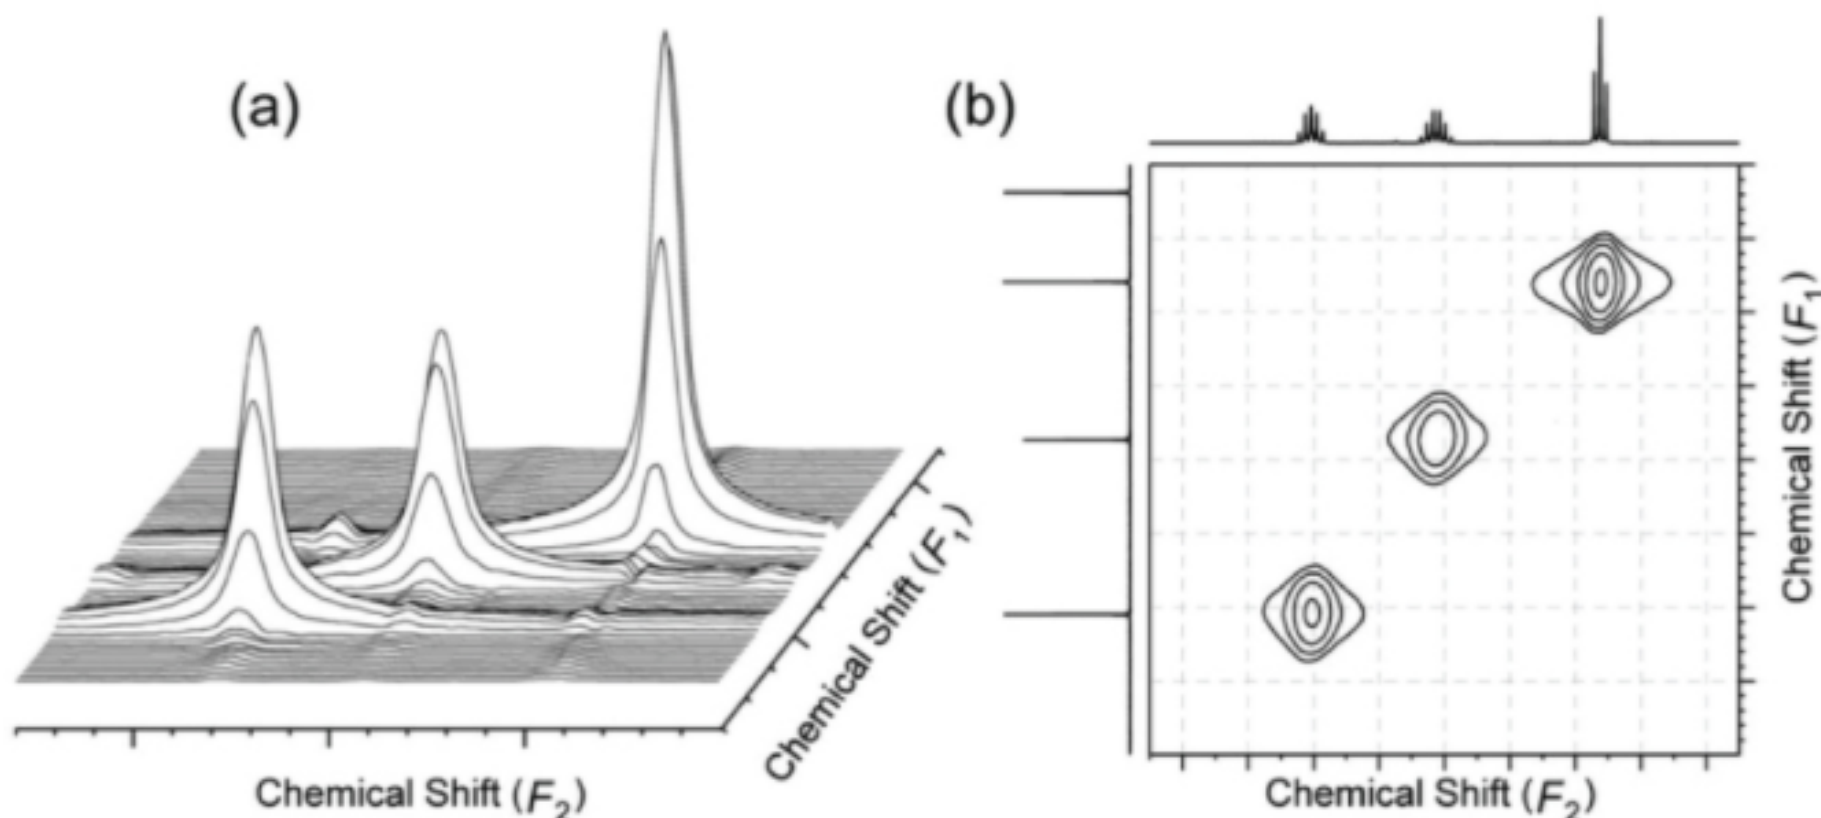 (a)
Chemical Shift (F₂)
Chemical Shift (F₁)
(b)
Chemical Shift (F₂)
Chemical Shift (F₁)